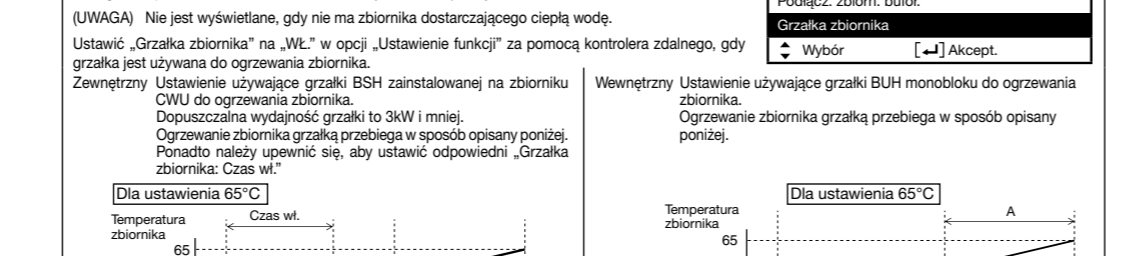 Podłącz. zbiorn. bufor.
(UWAGA) Nie jest wyświetlane, gdy nie ma zbiornika dostarczającego ciepłą wodę.
Grzałka zbiornika
Ustawić „Grzałka zbiornika” na „WŁ.” w opcji „Ustawienie funkcji” za pomocą kontrolera zdalnego, gdy
Wybór [↵] Akcept.
grzałka jest używana do ogrzewania zbiornika.
Zewnętrzny Ustawienie używające grzałki BSH zainstalowanej na zbiorniku
CWU do ogrzewania zbiornika.
Dopuszczalna wydajność grzałki to 3kW i mniej.
Ogrzewanie zbiornika grzałką przebiega w sposób opisany poniżej.
Ponadto należy upewnić się, aby ustawić odpowiedni „Grzałka
zbiornika: Czas wł.”
Dla ustawienia 65°C
Temperatura
zbiornika
Czas wł.
65
Wewnętrzny Ustawienie używające grzałki BUH monobloku do ogrzewania
zbiornika.
Ogrzewanie zbiornika grzałką przebiega w sposób opisany
poniżej.
Dla ustawienia 65°C
Temperatura
zbiornika
A
65